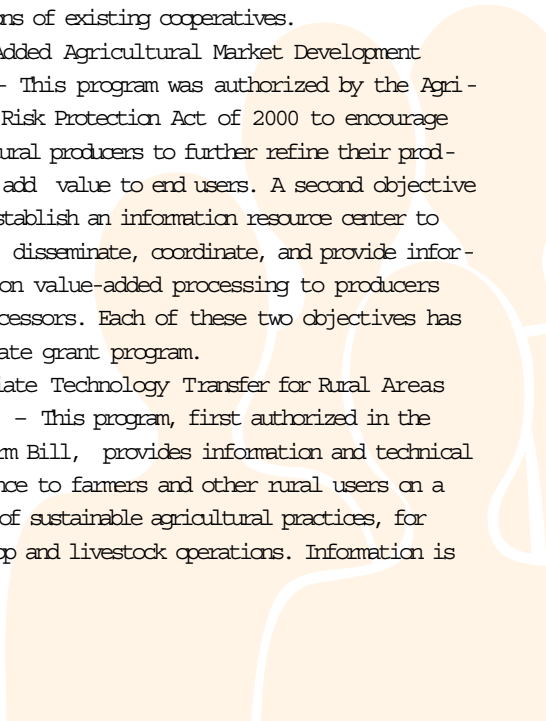 ns of existing cooperatives.
Added Agricultural Market Development
– This program was authorized by the Agri-
Risk Protection Act of 2000 to encourage
ural producers to further refine their prod-
add value to end users. A second objective
stablish an information resource center to
disseminate, coordinate, and provide infor-
on value-added processing to producers
cessors. Each of these two objectives has
ate grant program.
iate Technology Transfer for Rural Areas
– This program, first authorized in the
rm Bill, provides information and technical
nce to farmers and other rural users on a
of sustainable agricultural practices, for
op and livestock operations. Information is